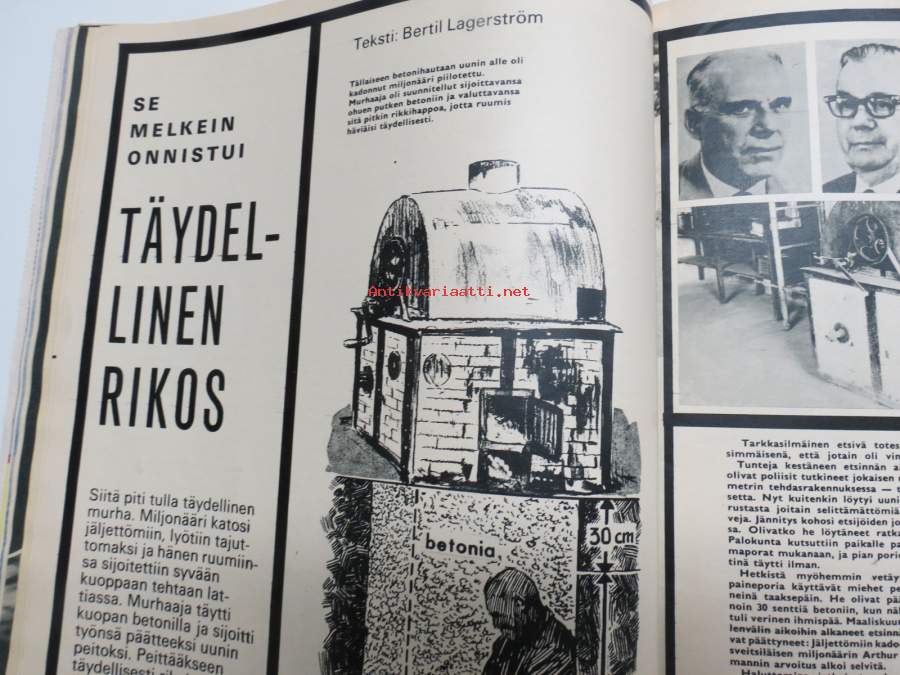 SE
MELKEIN
ONNISTUI
TÄYDEL-
LINEN
RIKOS
Siitä piti tulla täydellinen
murha. Miljonääri katosi
jäljettömiin, lyötiin tajut-
tomaksi ja hänen ruumiin-
sa sijoitettiin syvään
kuoppaan tehtaan lat-
tiassa. Murhaaja täytti
kuopan betonilla ja sijoitti
työnsä päätteeksi uunin
peitoksi. Peittääkseen
täydellisesti
Teksti: Bertil Lagerström
Tällaiseen betonihautaan uunin alle oli
kadonnut miljonääri piilotettu.
Murhaaja oli suunnitellut sijoittavansa
ohuen putken betoniin ja valuttavansa
sitä pitkin rikkihappoa, jotta ruumis
häviäisi täydellisesti.
Antikvariaatti.net
betonia
30 cm
Tarkkasilmäinen etsivä totes
simmäisenä, että jotain oli vin
Tunteja kestäneen etsinnän a
olivat poliisit tutkineet jokaisen
metrin tehdasrakennuksessa — t
setta. Nyt kuitenkin löytyi uuni
rustasta joitain selittämättömiä
vejä. Jännitys kohosi etsijöiden jo
sa. Olivatko he löytäneet ratk
Palokunta kutsuttiin paikalle pa
maporat mukanaan, ja pian pori
tinä täytti ilman.
Hetkistä myöhemmin vetäy
paineporia käyttävät miehet pe
neinä taaksepäin. He olivat pä
noin 30 senttiä betoniin, kun nä
tuli verinen ihmispää. Maaliskuu
lenvälin aikoihin alkaneet etsinn
vat päättyneet: Jäljettömiin kado
sveitsiläisen miljonäärin Arthur
mannin arvoitus alkoi selvitä.